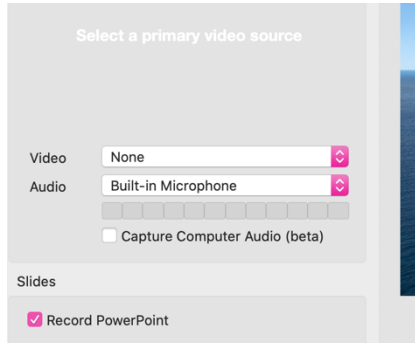 Select a primary video source
Video None
Audio Built-in Microphone
Capture Computer Audio (beta)
Slides
Record PowerPoint